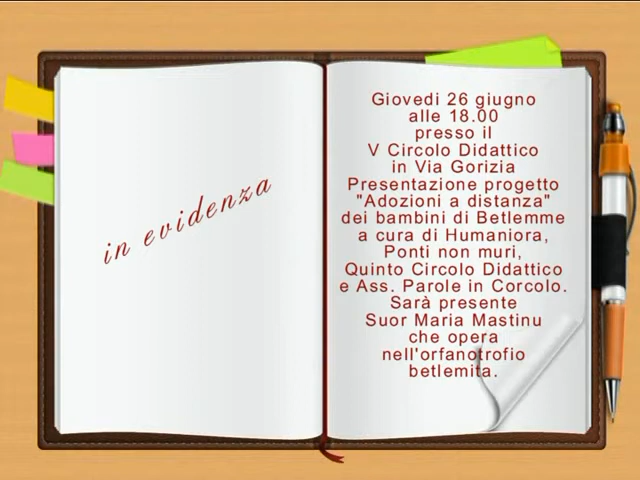 in evidenza
Giovedi 26 giugno
alle 18.00
presso il
V Circolo Didattico
in Via Gorizia
Presentazione progetto
"Adozioni a distanza"
dei bambini di Betlemme
a cura di Humaniora,
Ponti non muri,
Quinto Circolo Didattico
e Ass. Parole in Corcolo.
Sarà presente
Suor Maria Mastinu
che opera
nell'orfanotrofio
betlemita.